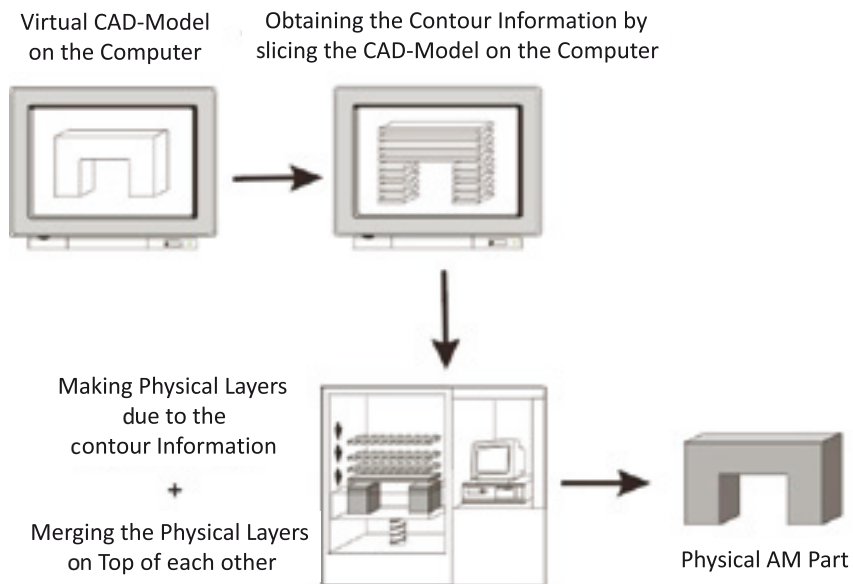 Virtual CAD-Model
on the Computer
Obtaining the Contour Information by
slicing the CAD-Model on the Computer
Making Physical Layers
due to the
contour Information
+
Merging the Physical Layers
on Top of each other
Physical AM Part